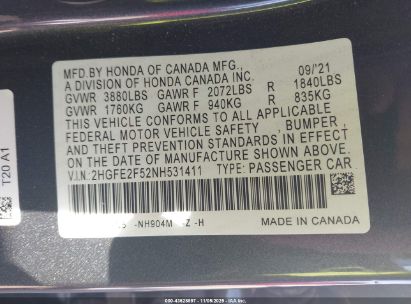 MFD.BY HONDA OF CANADA MFG., 09/'21
A DIVISION OF HONDA CANADA INC.
GVWR 3880LBS GAWR F 2072LBS R 1840LBS
GVWR 1760KG GAWR F 940KG R 835KG
THIS VEHICLE CONFORMS TO ALL APPLICABLE
FEDERAL MOTOR VEHICLE SAFETY, BUMPER,
AND THEFT PREVENTION STANDARDS IN EFFECT ON
THE DATE OF MANUFACTURE SHOWN ABOVE.
V.I.N:2HGFE2F52NH531411 TYPE:PASSENGER CAR
-NH904M -Z -H
MADE IN CANADA
T20 A1